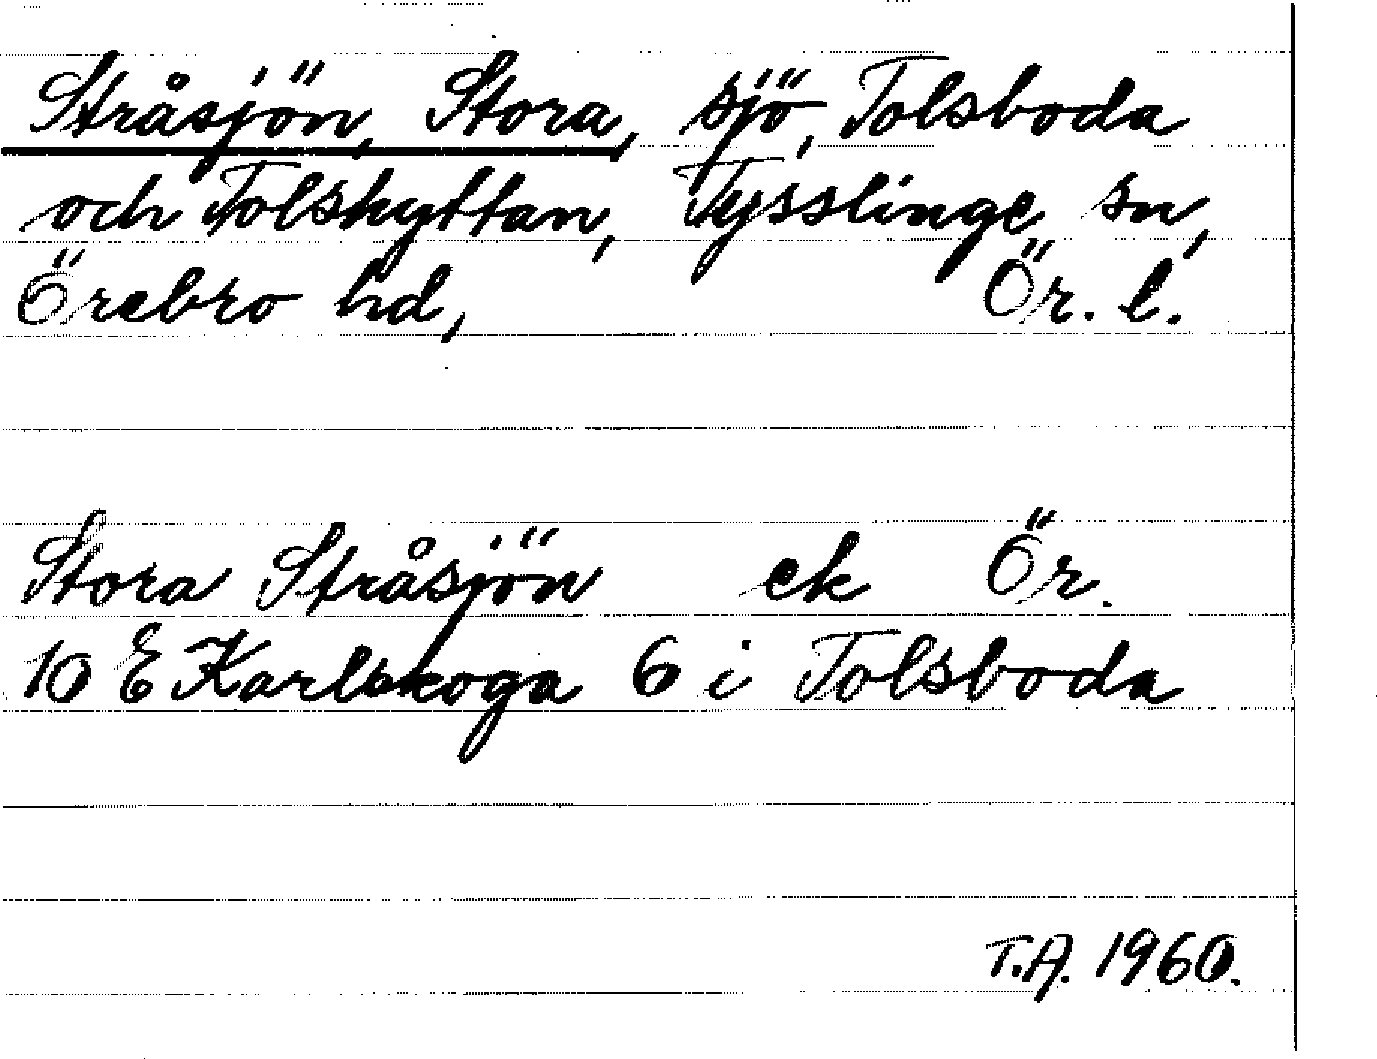 Stråsjön, Stora, sjö, Tolsboda
och Tolshyttan, Tysslinge sn,
Örebro hd, Ör. l.
Stora Stråsjön ek Ör.
10 E Karlskoga 6 i Tolsboda
T.A. 1960.